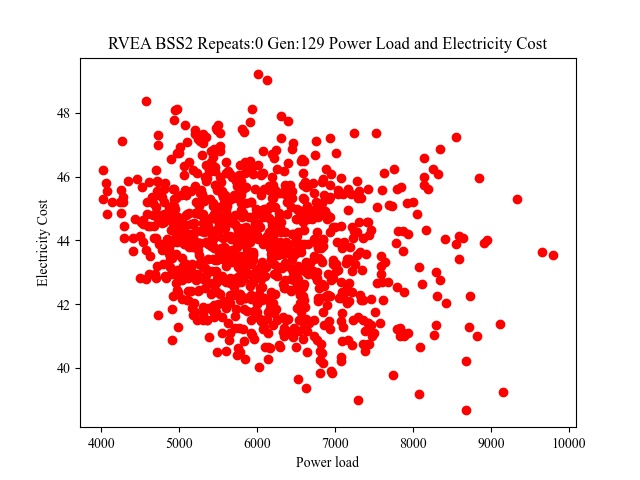 RVEA BSS2 Repeats:0 Gen:129 Power Load and Electricity Cost
48
46
44
42
40
Electricity Cost
4000 5000 6000 7000 8000 9000 10000
Power load